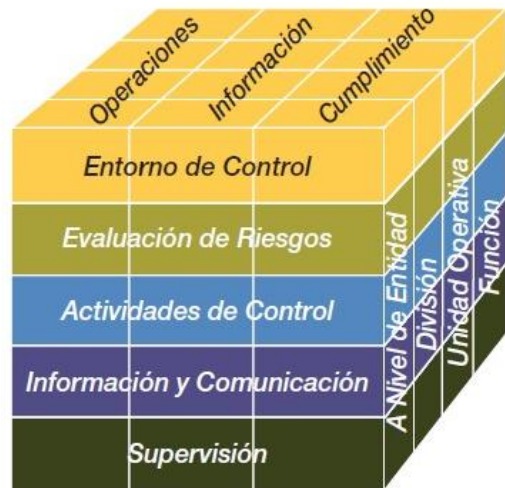 Operaciones
Información
Cumplimiento
Entorno de Control
Evaluación de Riesgos
Actividades de Control
Información y Comunicación
Supervisión
A Nivel de Entidad
División
Unidad Operativa
Función